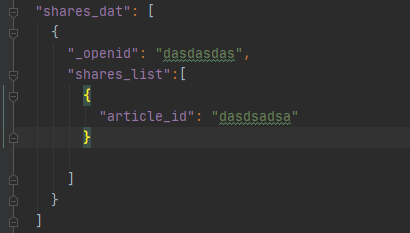 "shares_dat": [
{
"_openid": "dasdasdas",
"shares_list":[
{
"article_id": "dasdsadsa"
}
]
}
]